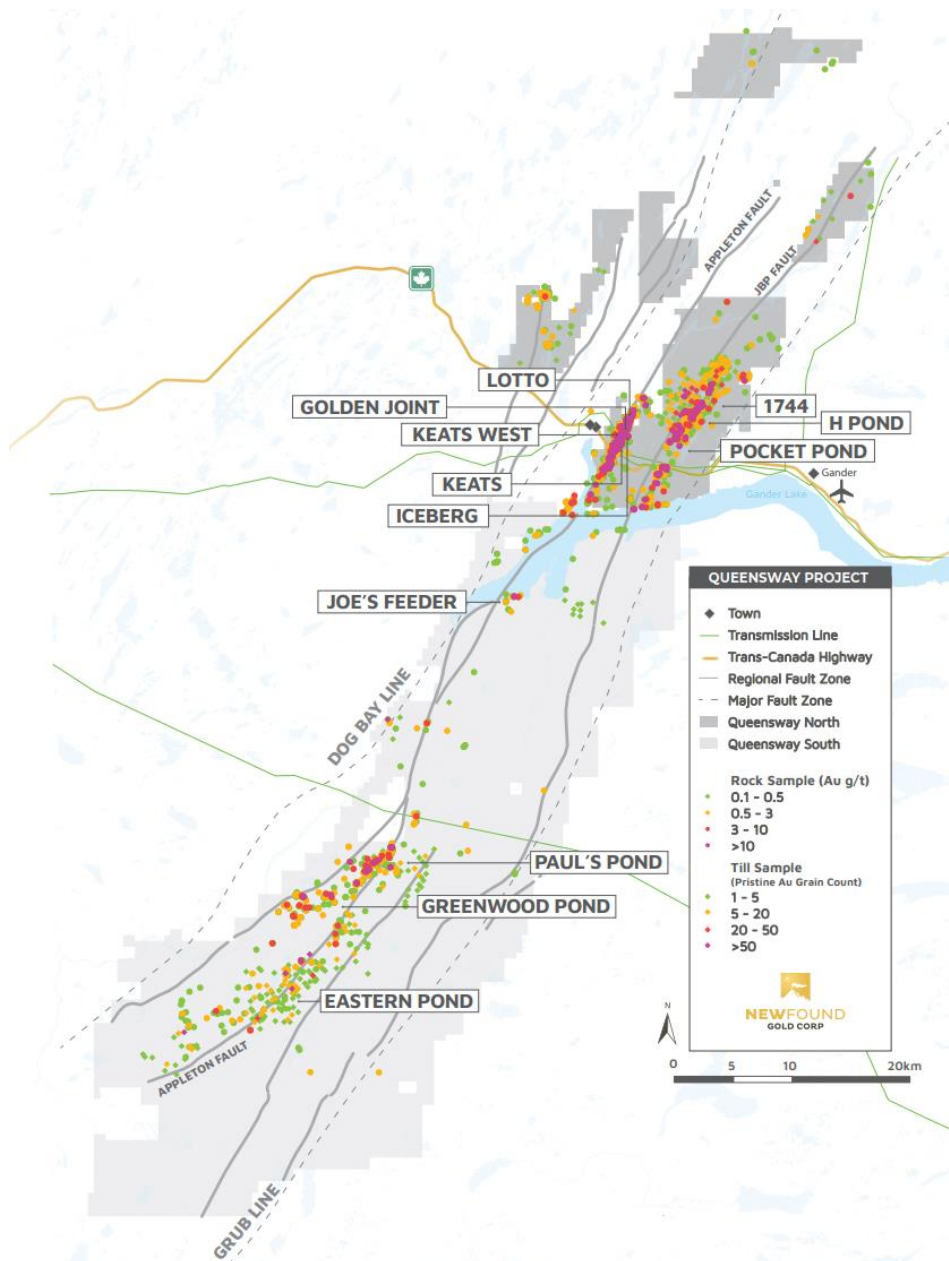 APPLETON FAULT
JBP FAULT
LOTTO
GOLDEN JOINT
1744
KEATS WEST
H POND
POCKET POND
KEATS
Gander
Gander Lake
ICEBERG
JOE'S FEEDER
DOG BAY LINE
PAUL'S POND
GREENWOOD POND
EASTERN POND
APPLETON FAULT
GRUB LINE
QUEENSWAY PROJECT
Town
Transmission Line
Trans-Canada Highway
Regional Fault Zone
Major Fault Zone
Queensway North
Queensway South
Rock Sample (Au g/t)
0.1 - 0.5
0.5 - 3
3 - 10
>10
Till Sample
(Pristine Au Grain Count)
1 - 5
5 - 20
20 - 50
>50
NEWFOUND
GOLD CORP
N
0 5 10 20km